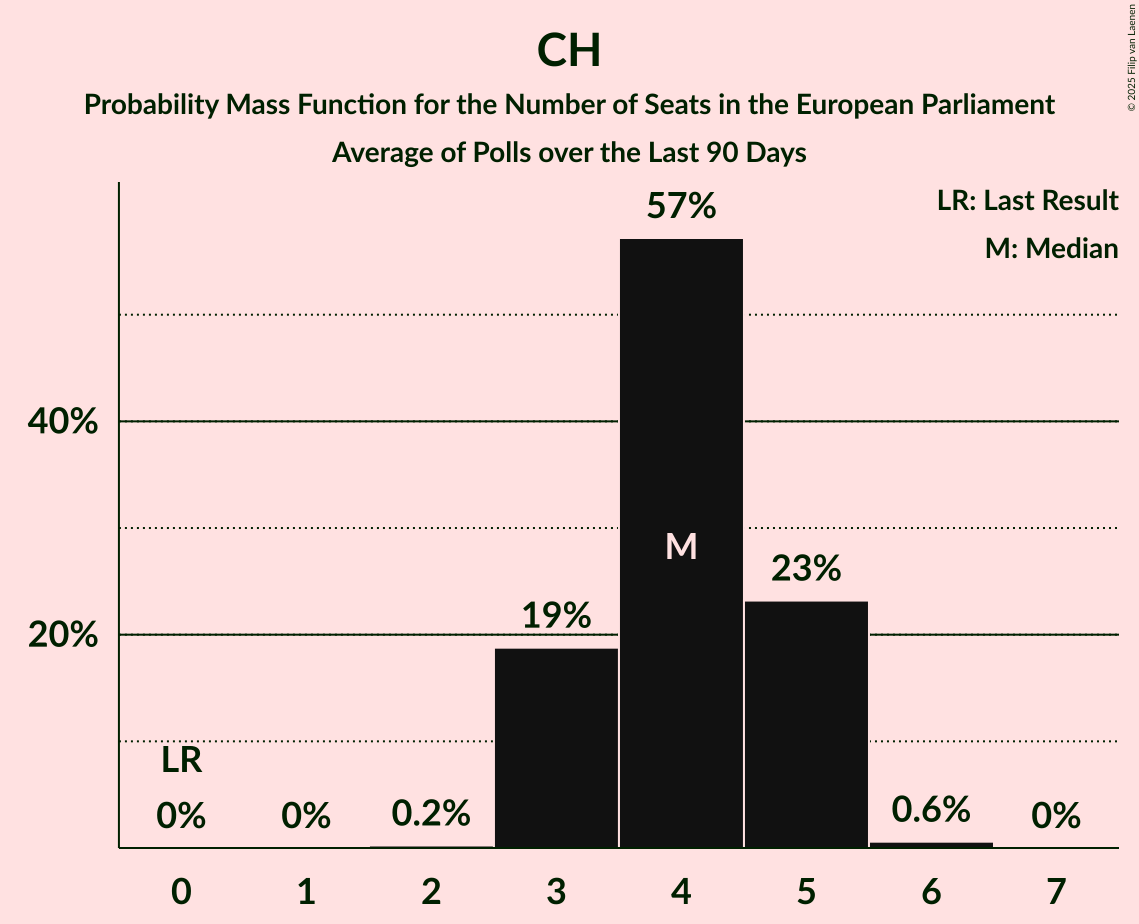 CH
Probability Mass Function for the Number of Seats in the European Parliament
Average of Polls over the Last 90 Days
© 2025 Filip van Laenen
LR: Last Result
M: Median
57%
40%
M
23%
19%
20%
LR
0%
0%
0.2%
0.6%
0%
0
1
2
3
4
5
6
7